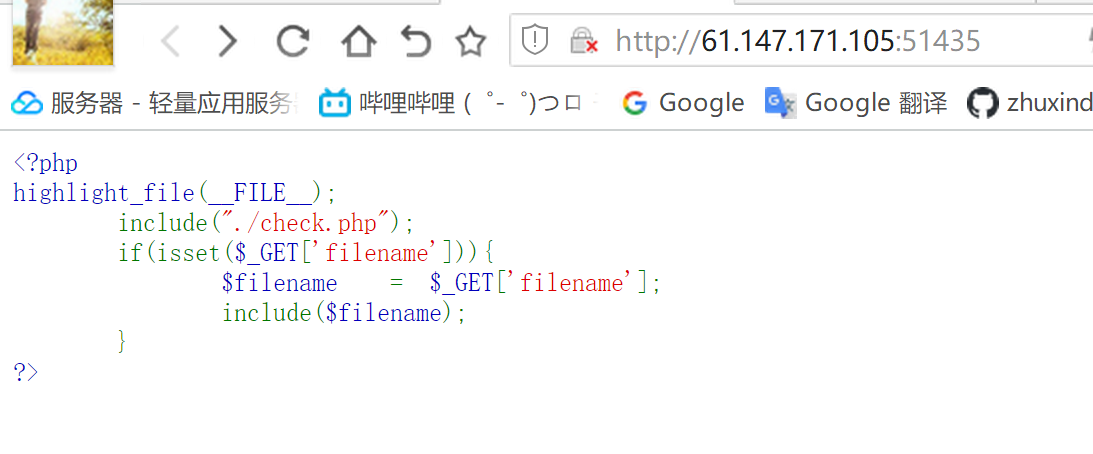 http://61.147.171.105:51435
服务器 - 轻量应用服务
哔哩哔哩 ( ゜- ゜)つロ
Google
Google 翻译
zhuxind
<?php
highlight_file(__FILE__);
include("./check.php");
if(isset($_GET['filename'])){
$filename = $_GET['filename'];
include($filename);
}
?>